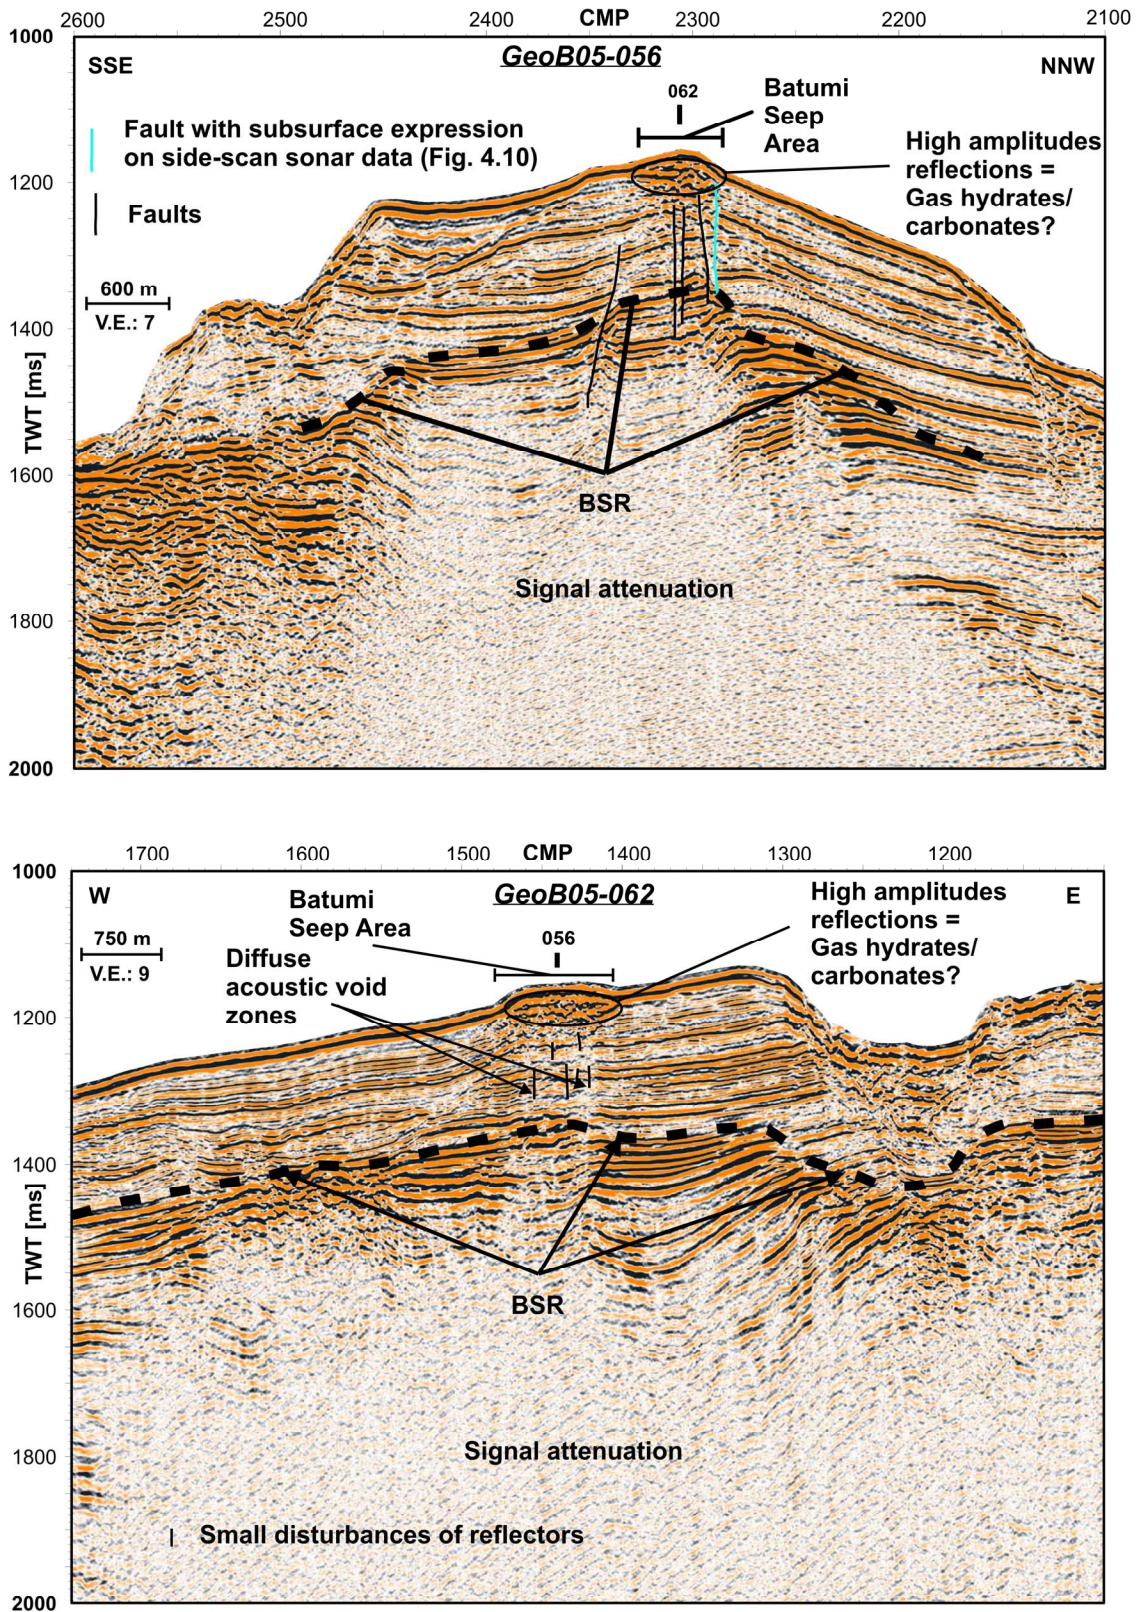 2600 2500 2400 CMP 2300 2200 2100
1000
GeoB05-056
SSE
NNW
062
Batumi
Seep
Area
Fault with subsurface expression
on side-scan sonar data (Fig. 4.10)
High amplitudes
reflections =
Gas hydrates/
carbonates?
1200
Faults
600 m
V.E.: 7
1400
TWT [ms]
1600
BSR
Signal attenuation
1800
2000
1700 1600 1500 CMP 1400 1300 1200
1000
W
Batumi
Seep Area
GeoB05-062
High amplitudes
reflections =
Gas hydrates/
carbonates?
E
056
750 m
V.E.: 9
Diffuse
acoustic void
zones
1200
1400
TWT [ms]
1600
BSR
Signal attenuation
1800
Small disturbances of reflectors
2000